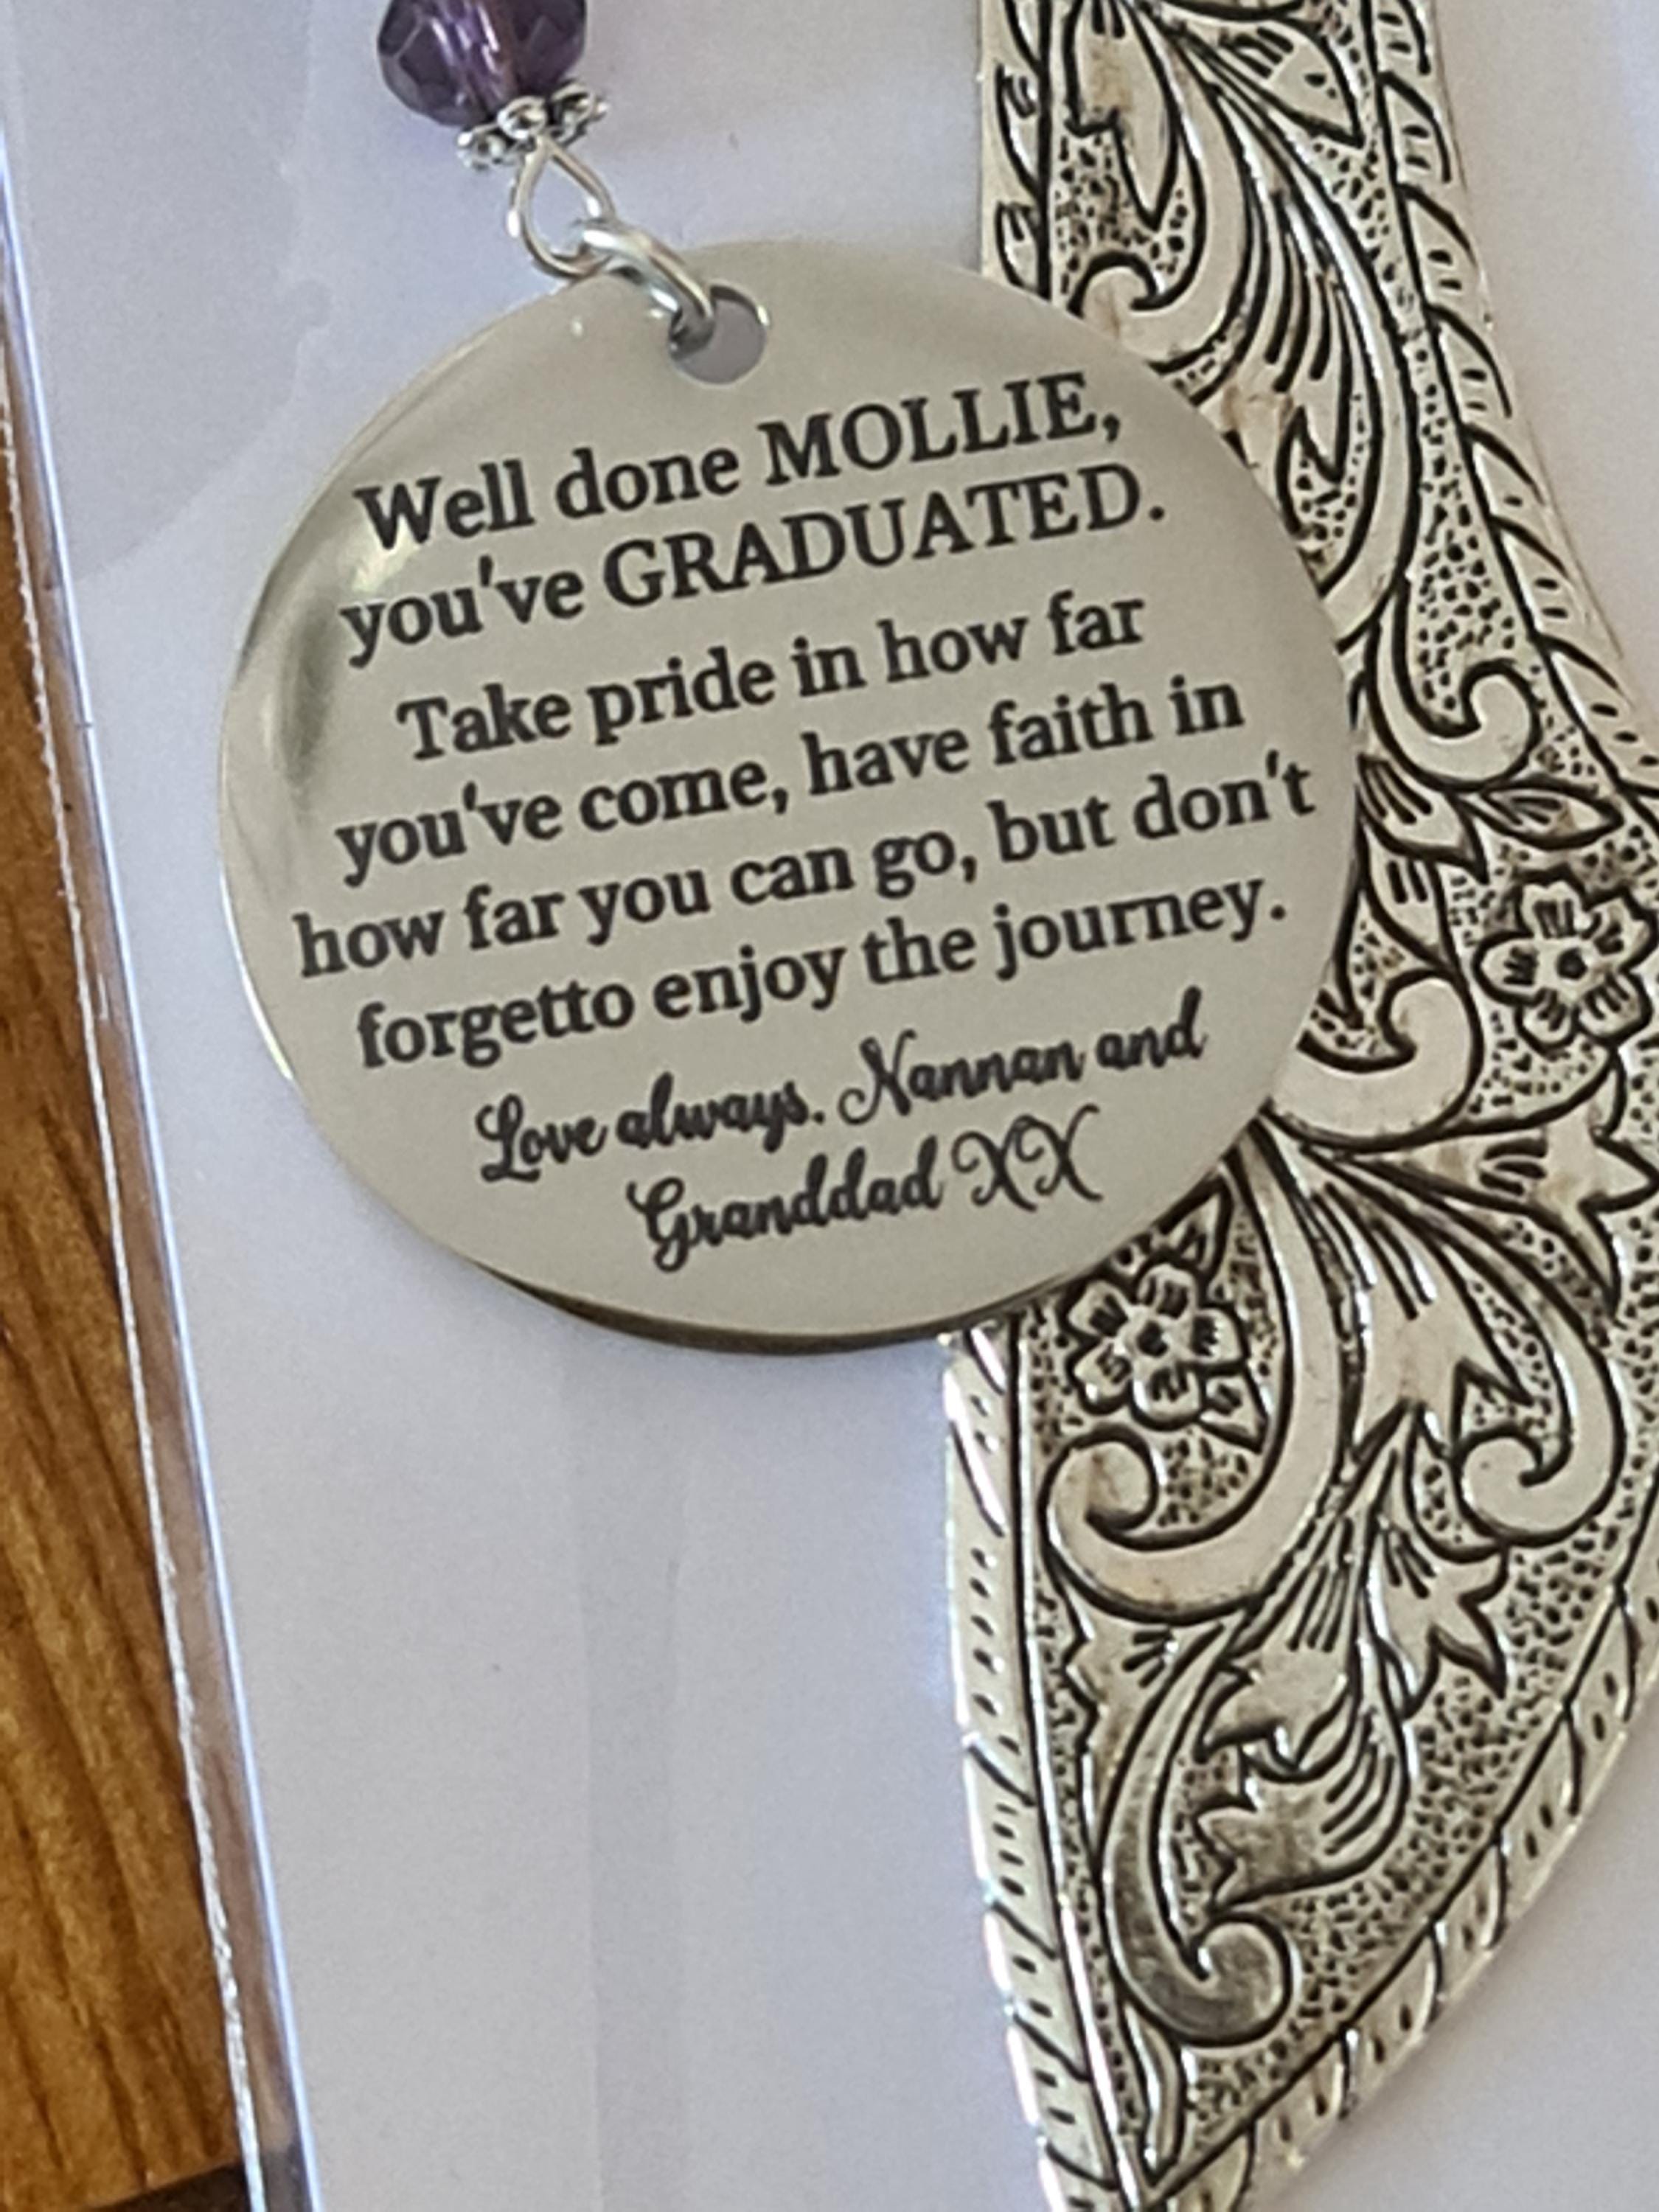 Well done MOLLIE,
you've GRADUATED.
Take pride in how far
you've come, have faith in
how far you can go, but don't
forgetto enjoy the journey.
Love always. Nannan and
Granddad XX